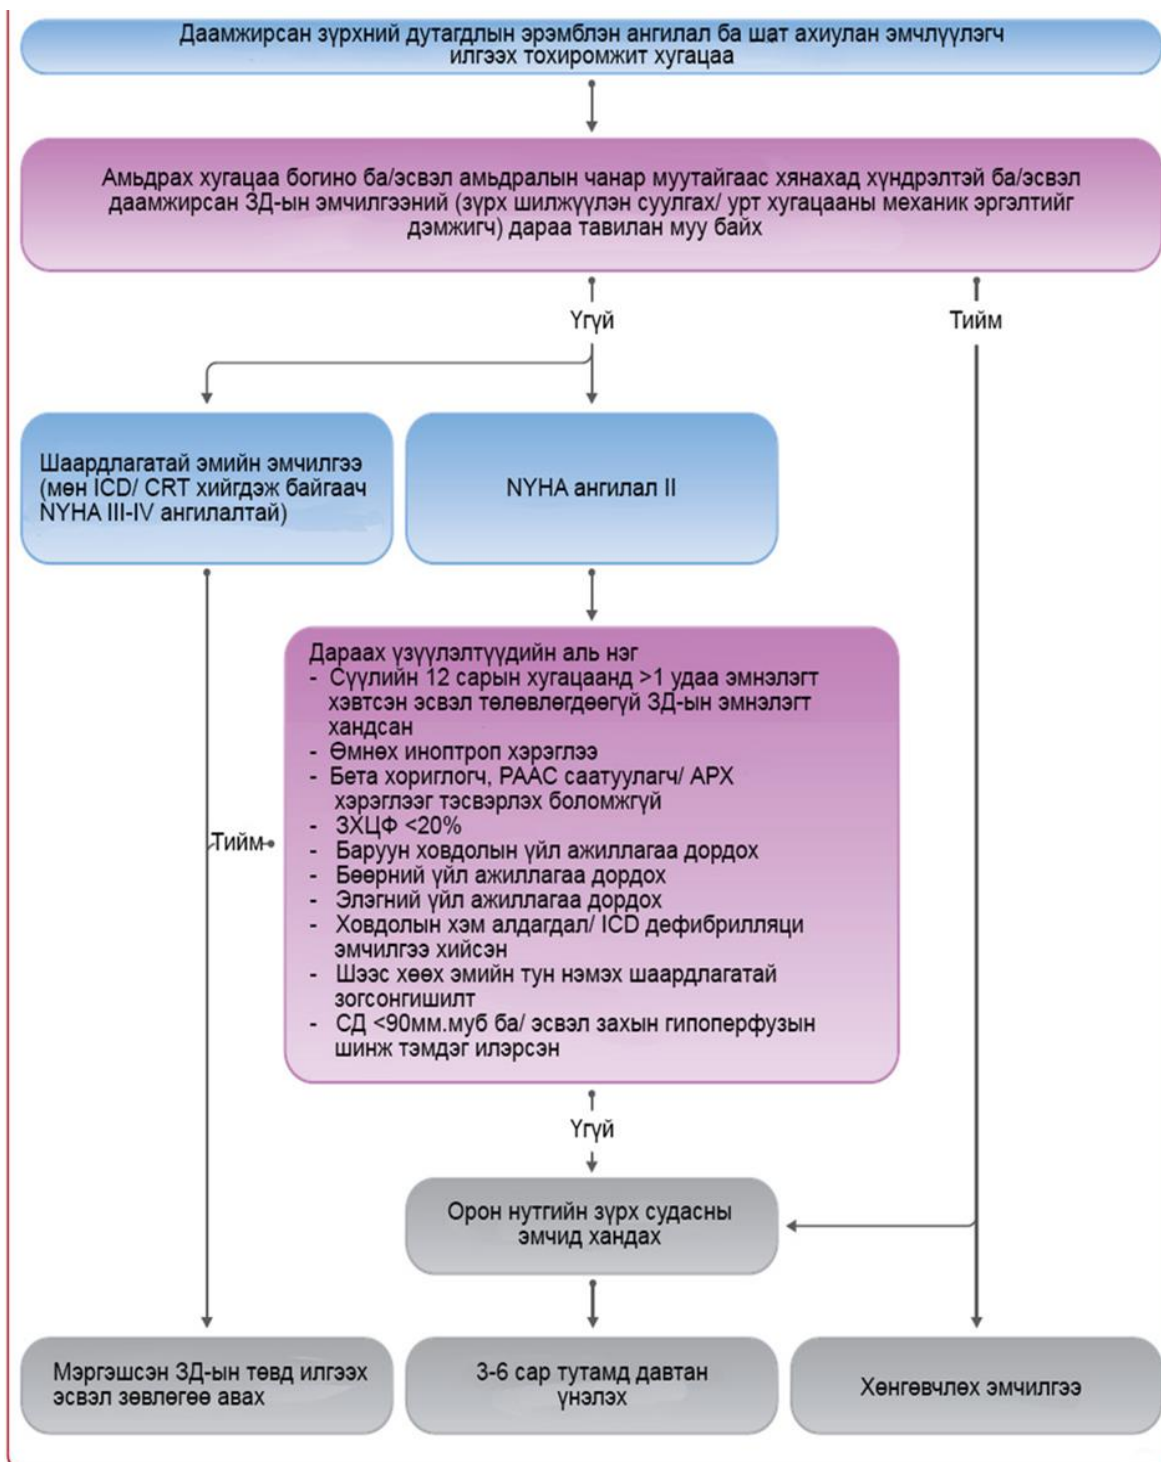 Даамжирсан зүрхний дутагдлын эрэмблэн ангилал ба шат ахиулан эмчлүүлэгч
илгээх тохиромжит хугацаа
Амьдрах хугацаа богино ба/эсвэл амьдралын чанар муутайгаас хянахад хүндрэлтэй ба/эсвэл
даамжирсан ЗД-ын эмчилгээний (зүрх шилжүүлэн суулгах/ урт хугацааны механик эргэлтийг
дэмжигч) дараа тавилан муу байх
Үгүй
Тийм
Шаардлагатай эмийн эмчилгээ
(мөн ICD/ CRT хийгдэж байгаач
NYHA III-IV ангилалтай)
NYHA ангилал II
Дараах үзүүлэлтүүдийн аль нэг
- Сүүлийн 12 сарын хугацаанд >1 удаа эмнэлэгт
хэвтсэн эсвэл төлөвлөгдөөгүй ЗД-ын эмнэлэгт
хандсан
- Өмнөх иноптроп хэрэглээ
- Бета хориглогч, РААС саатуулагч/ АРХ
хэрэглээг тэсвэрлэх боломжгүй
- ЗХЦФ <20%
- Баруун ховдолын үйл ажиллагаа дордох
- Бөөрний үйл ажиллагаа дордох
- Элэгний үйл ажиллагаа дордох
- Ховдолын хэм алдагдал/ ICD дефибрилляци
эмчилгээ хийсэн
- Шээс хөөх эмийн тун нэмэх шаардлагатай
зогсонгишилт
- СД <90мм.муб ба/ эсвэл захын гипоперфузын
шинж тэмдэг илэрсэн
Тийм
Үгүй
Орон нутгийн зүрх судасны
эмчид хандах
Мэргэшсэн ЗД-ын төвд илгээх
эсвэл зөвлөгөө авах
3-6 сар тутамд давтан
үнэлэх
Хөнгөвчлөх эмчилгээ